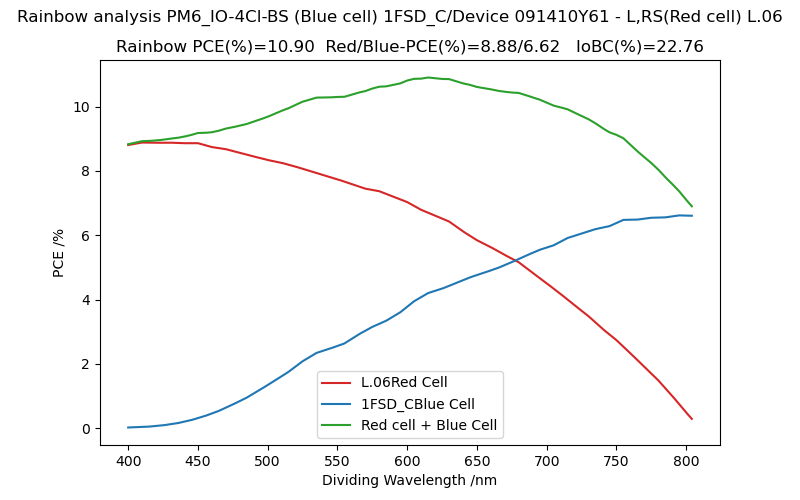 Rainbow analysis PM6_IO-4Cl-BS (Blue cell) 1FSD_C/Device 091410Y61 - L,RS(Red cell) L.06
Rainbow PCE(%)=10.90  Red/Blue-PCE(%)=8.88/6.62   IoBC(%)=22.76
PCE /%
10
8
6
4
2
0
L.06Red Cell
1FSD_CBlue Cell
Red cell + Blue Cell
400 450 500 550 600 650 700 750 800
Dividing Wavelength /nm